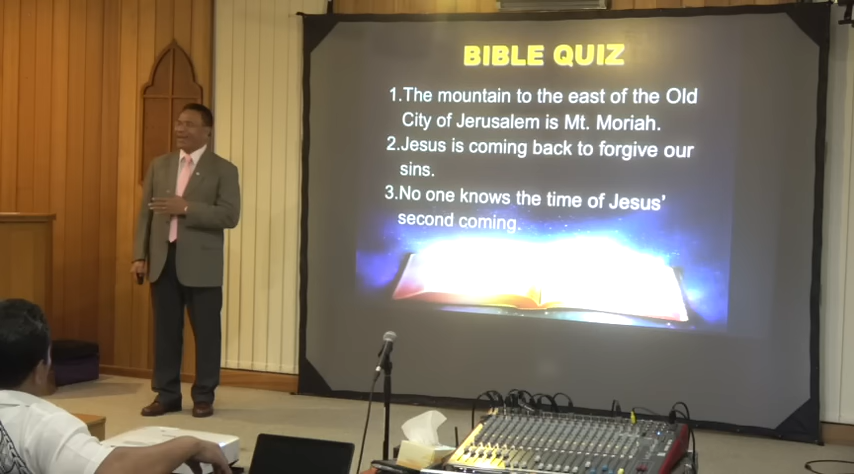 BIBLE QUIZ
1.The mountain to the east of the Old
City of Jerusalem is Mt. Moriah.
2.Jesus is coming back to forgive our
sins.
3.No one knows the time of Jesus'
second coming.